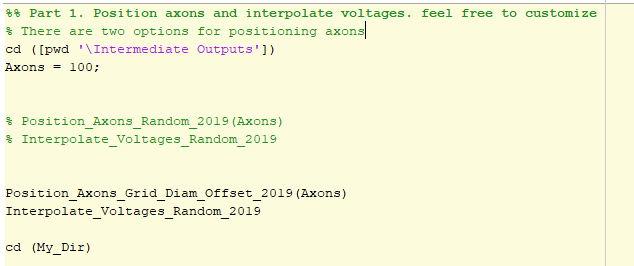 %% Part 1. Position axons and interpolate voltages. feel free to customize
% There are two options for positioning axons
cd ([pwd '\Intermediate Outputs'])
Axons = 100;
% Position_Axons_Random_2019(Axons)
% Interpolate_Voltages_Random_2019
Position_Axons_Grid_Diam_Offset_2019(Axons)
Interpolate_Voltages_Random_2019
cd (My_Dir)